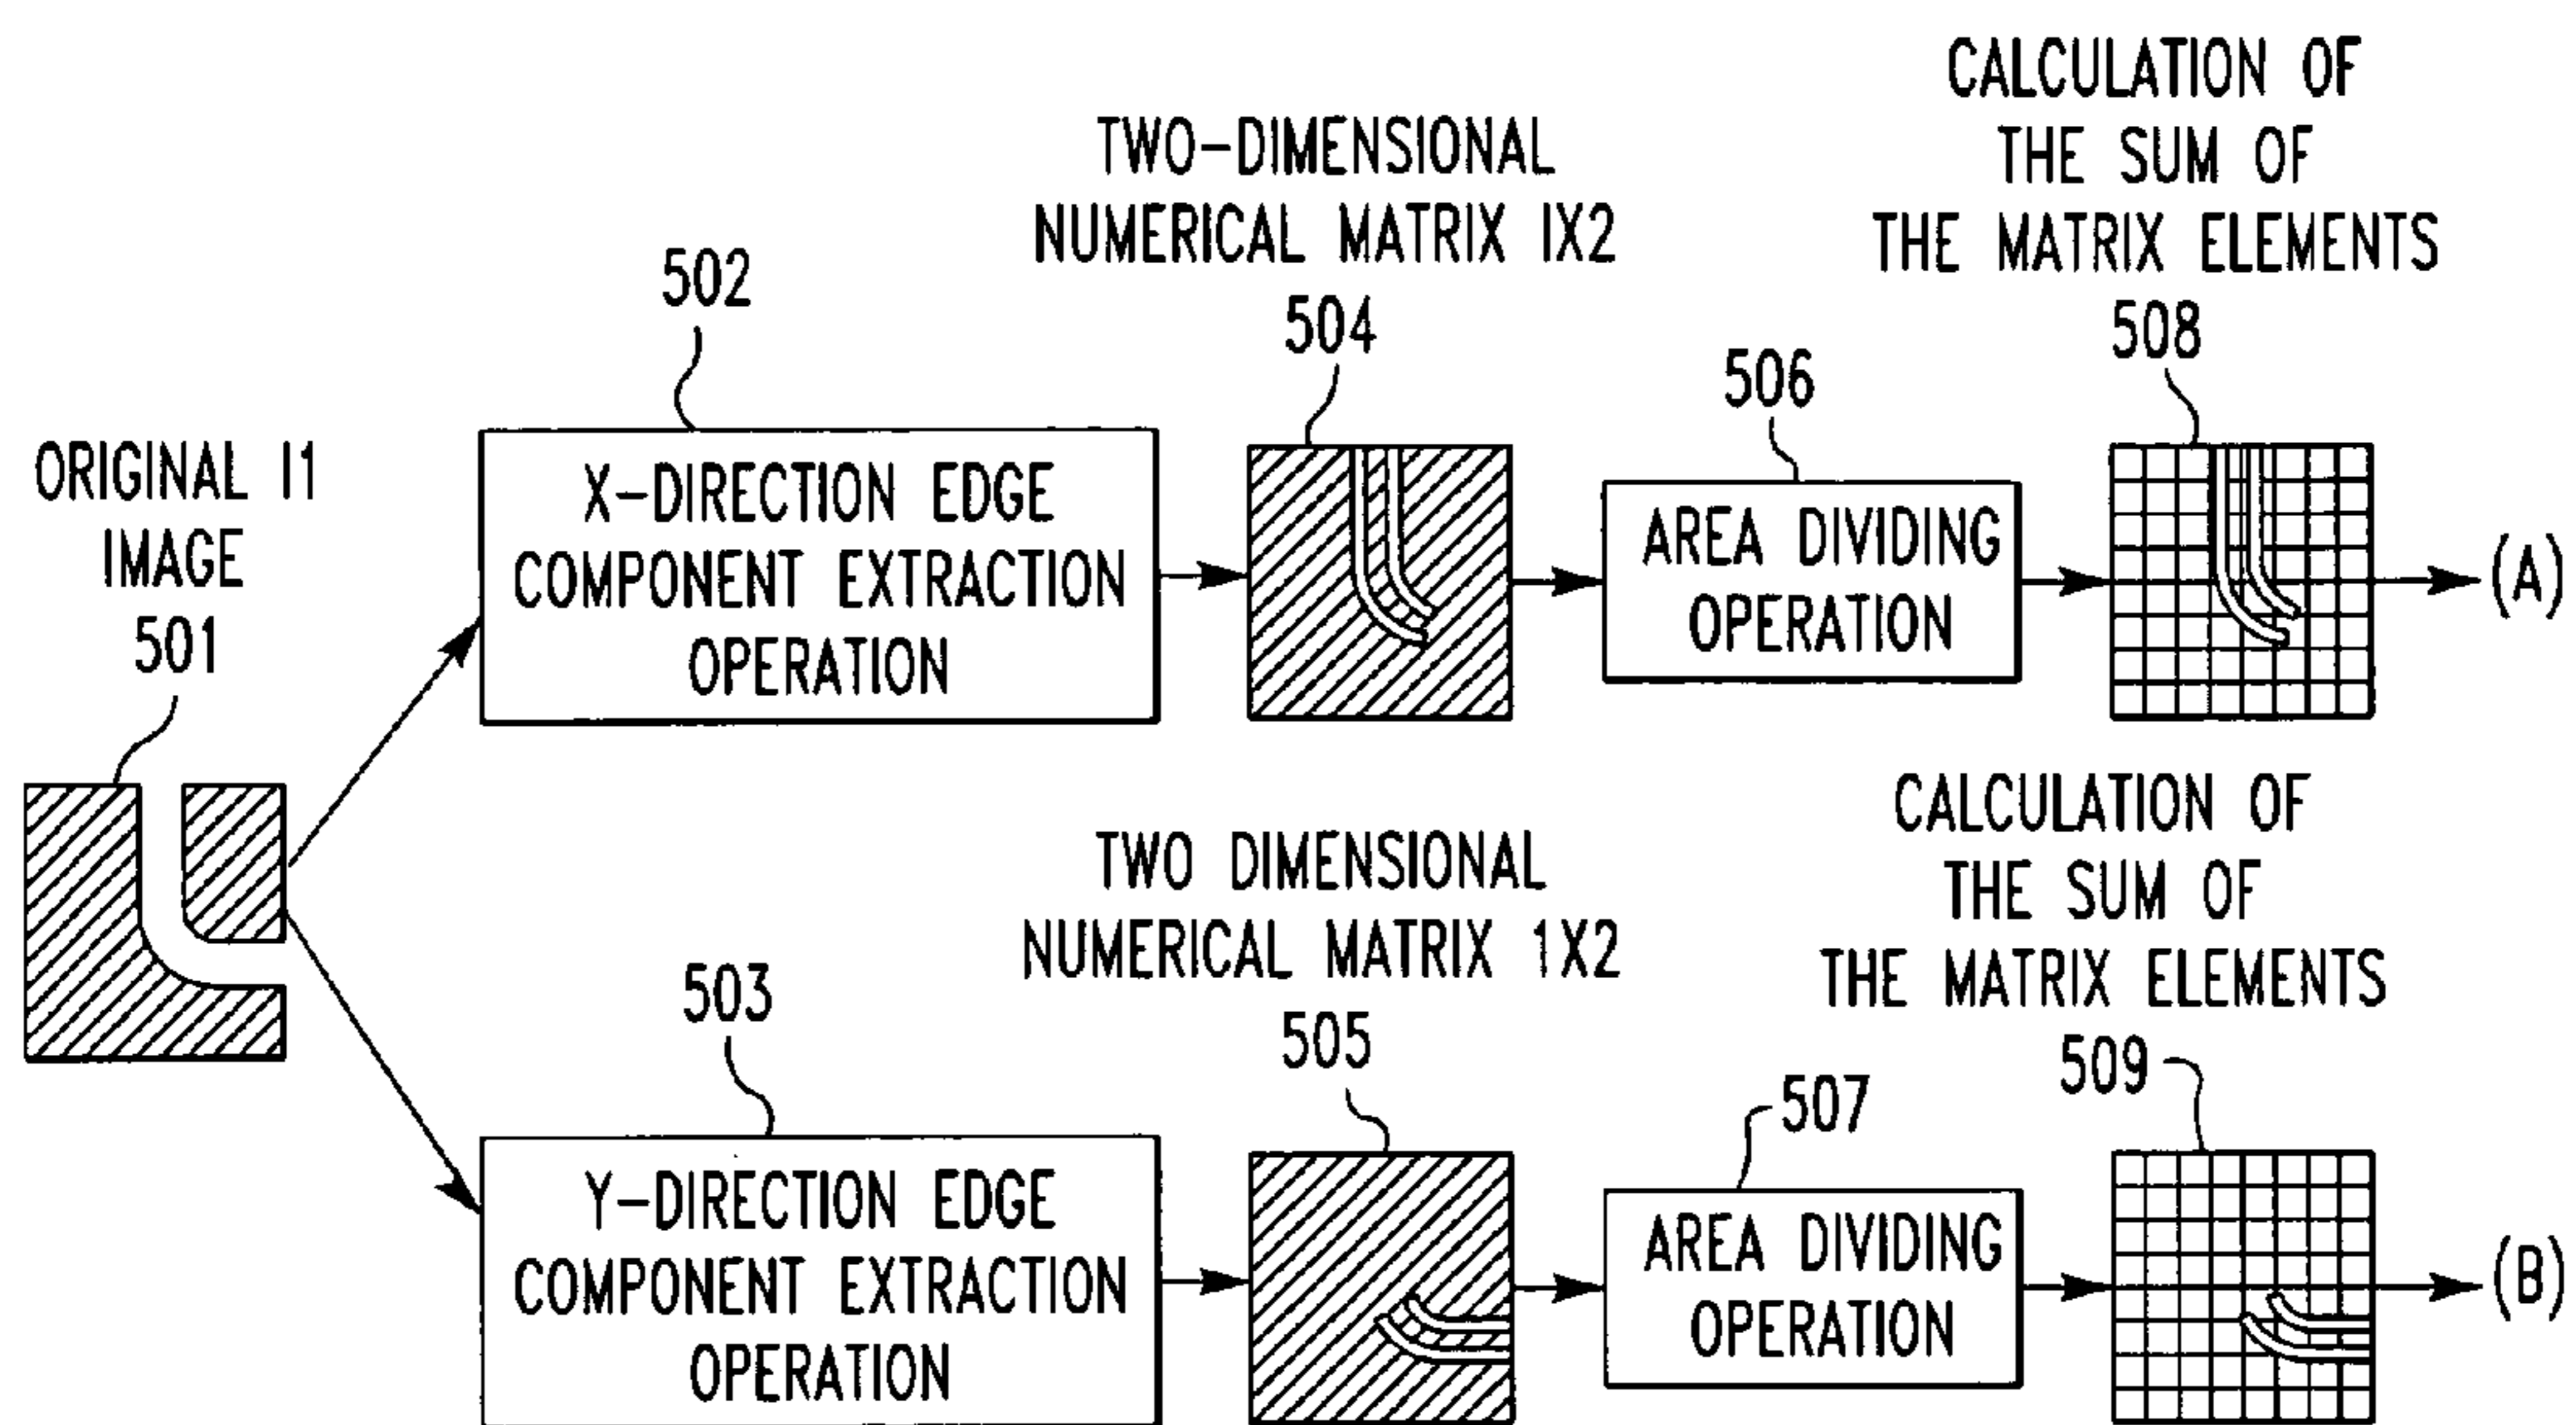 ORIGINAL I1
IMAGE
501
502
X-DIRECTION EDGE
COMPONENT EXTRACTION
OPERATION
TWO-DIMENSIONAL
NUMERICAL MATRIX IX2
504
506
AREA DIVIDING
OPERATION
CALCULATION OF
THE SUM OF
THE MATRIX ELEMENTS
508
(A)
503
Y-DIRECTION EDGE
COMPONENT EXTRACTION
OPERATION
TWO DIMENSIONAL
NUMERICAL MATRIX 1X2
505
507
AREA DIVIDING
OPERATION
CALCULATION OF
THE SUM OF
THE MATRIX ELEMENTS
509
(B)